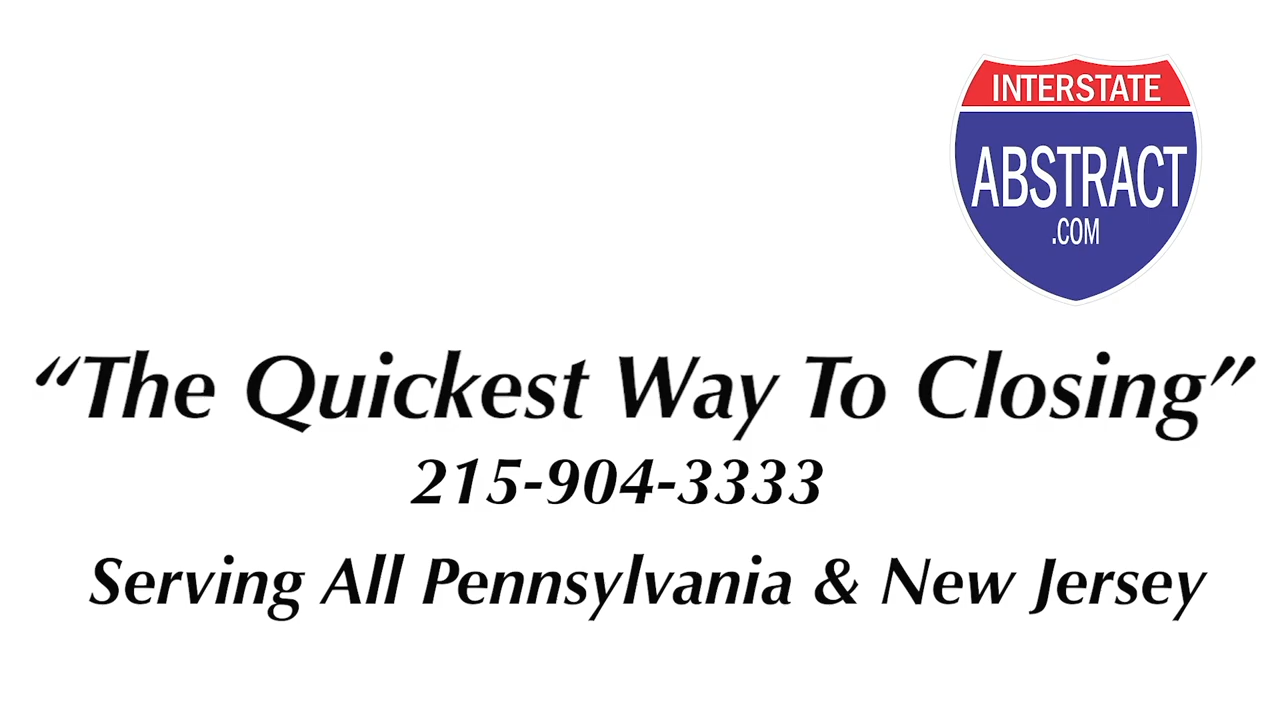 INTERSTATE
ABSTRACT
.COM
“The Quickest Way To Closing”
215-904-3333
Serving All Pennsylvania & New Jersey